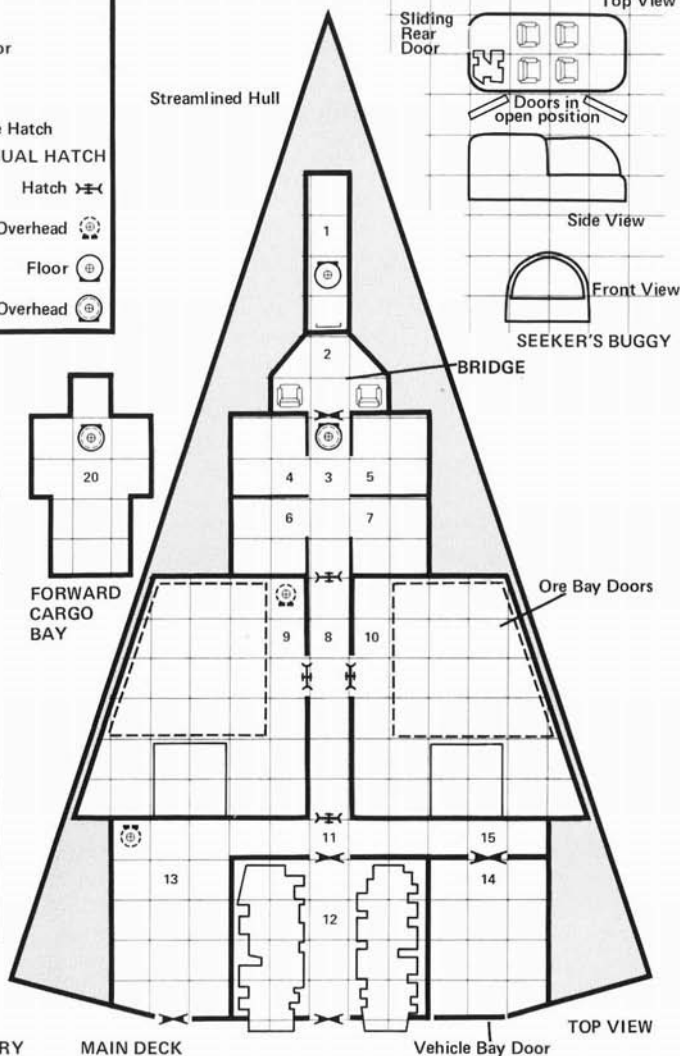 Top View
Sliding
Rear
Door
or
Doors in
open position
Streamlined Hull
e Hatch
UAL HATCH
Hatch
Overhead
Floor
Overhead
Side View
Front View
SEEKER'S BUGGY
1
2
BRIDGE
20
4 3 5
6 7
FORWARD
CARGO
BAY
Ore Bay Doors
9 8 10
11 15
13 14
12
TOP VIEW
RY
MAIN DECK
Vehicle Bay Door